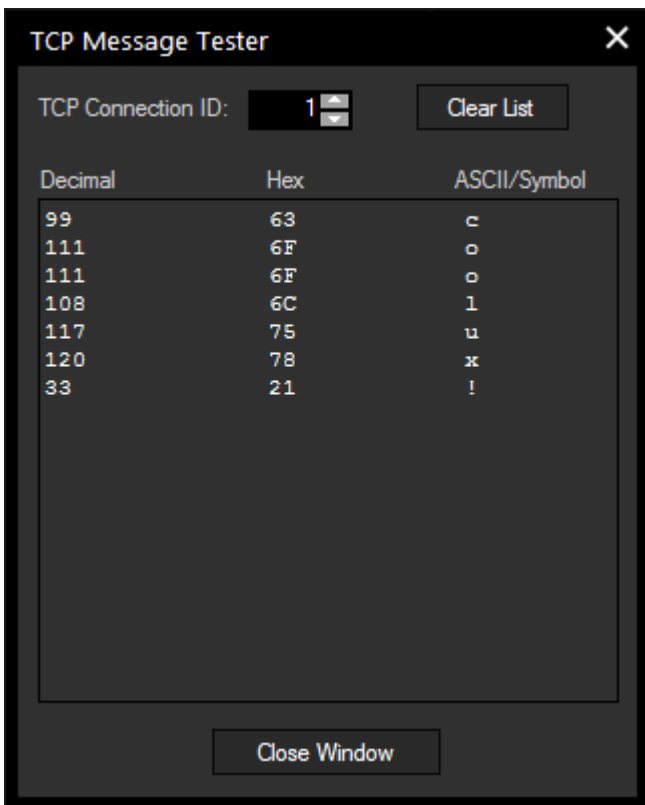 TCP Message Tester
TCP Connection ID: 1 Clear List
Decimal Hex ASCII/Symbol
99 63 c
111 6F o
111 6F o
108 6C l
117 75 u
120 78 x
33 21 !
Close Window